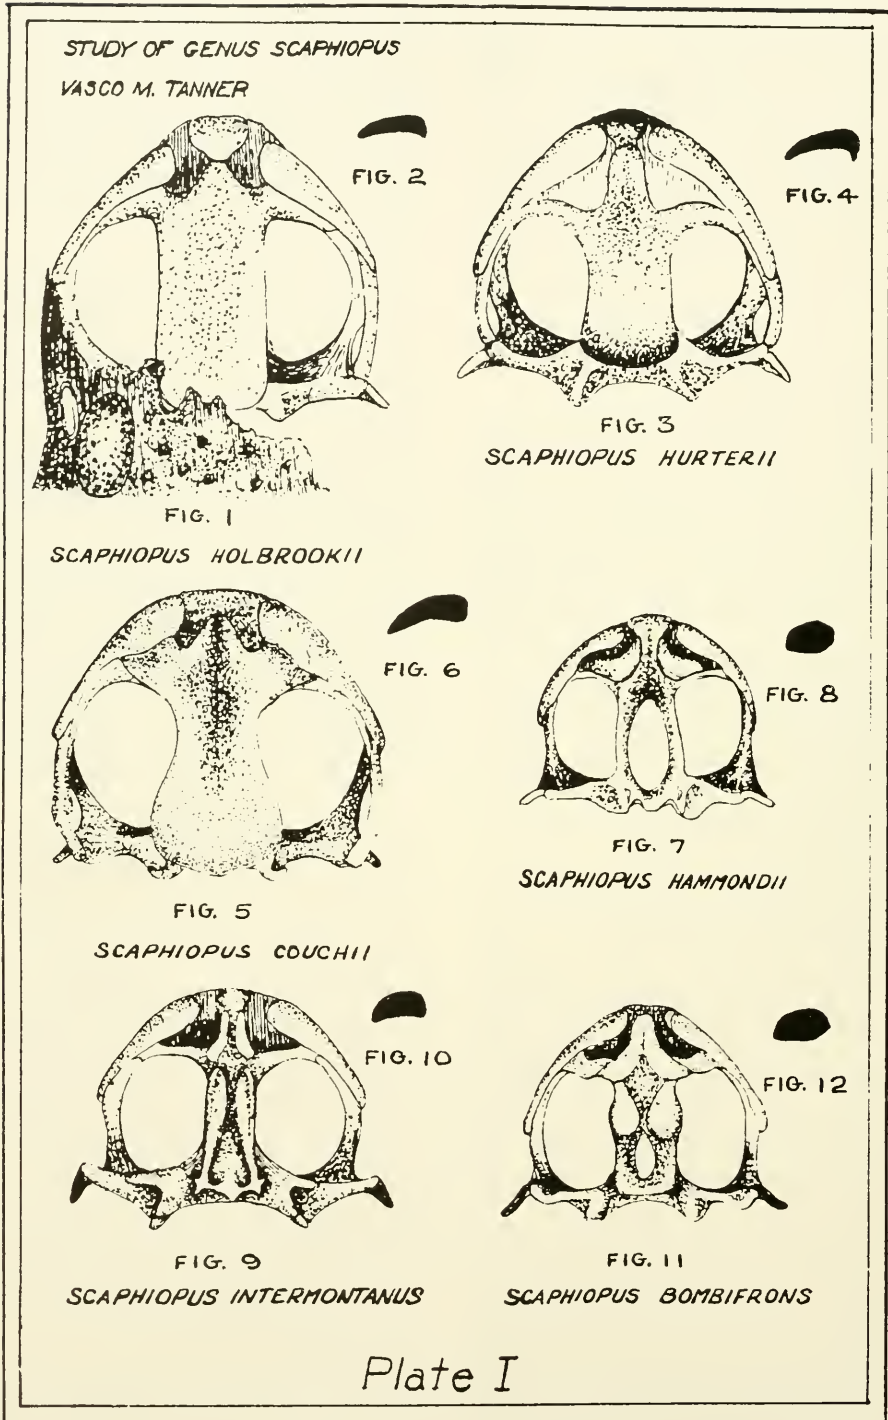 STUDY OF GENUS SCAPHIOPUS
VASCO M. TANNER
FIG. 2
FIG. 4
FIG. 3
SCAPHIOPUS HURTERII
FIG. 1
SCAPHIOPUS HOLBROOKII
FIG. 6
FIG. 8
FIG. 7
SCAPHIOPUS HAMMONDII
FIG. 5
SCAPHIOPUS COUCHII
FIG. 10
FIG. 12
FIG. 9
SCAPHIOPUS INTERMONTANUS
FIG. 11
SCAPHIOPUS BOMBIFRONS
Plate I